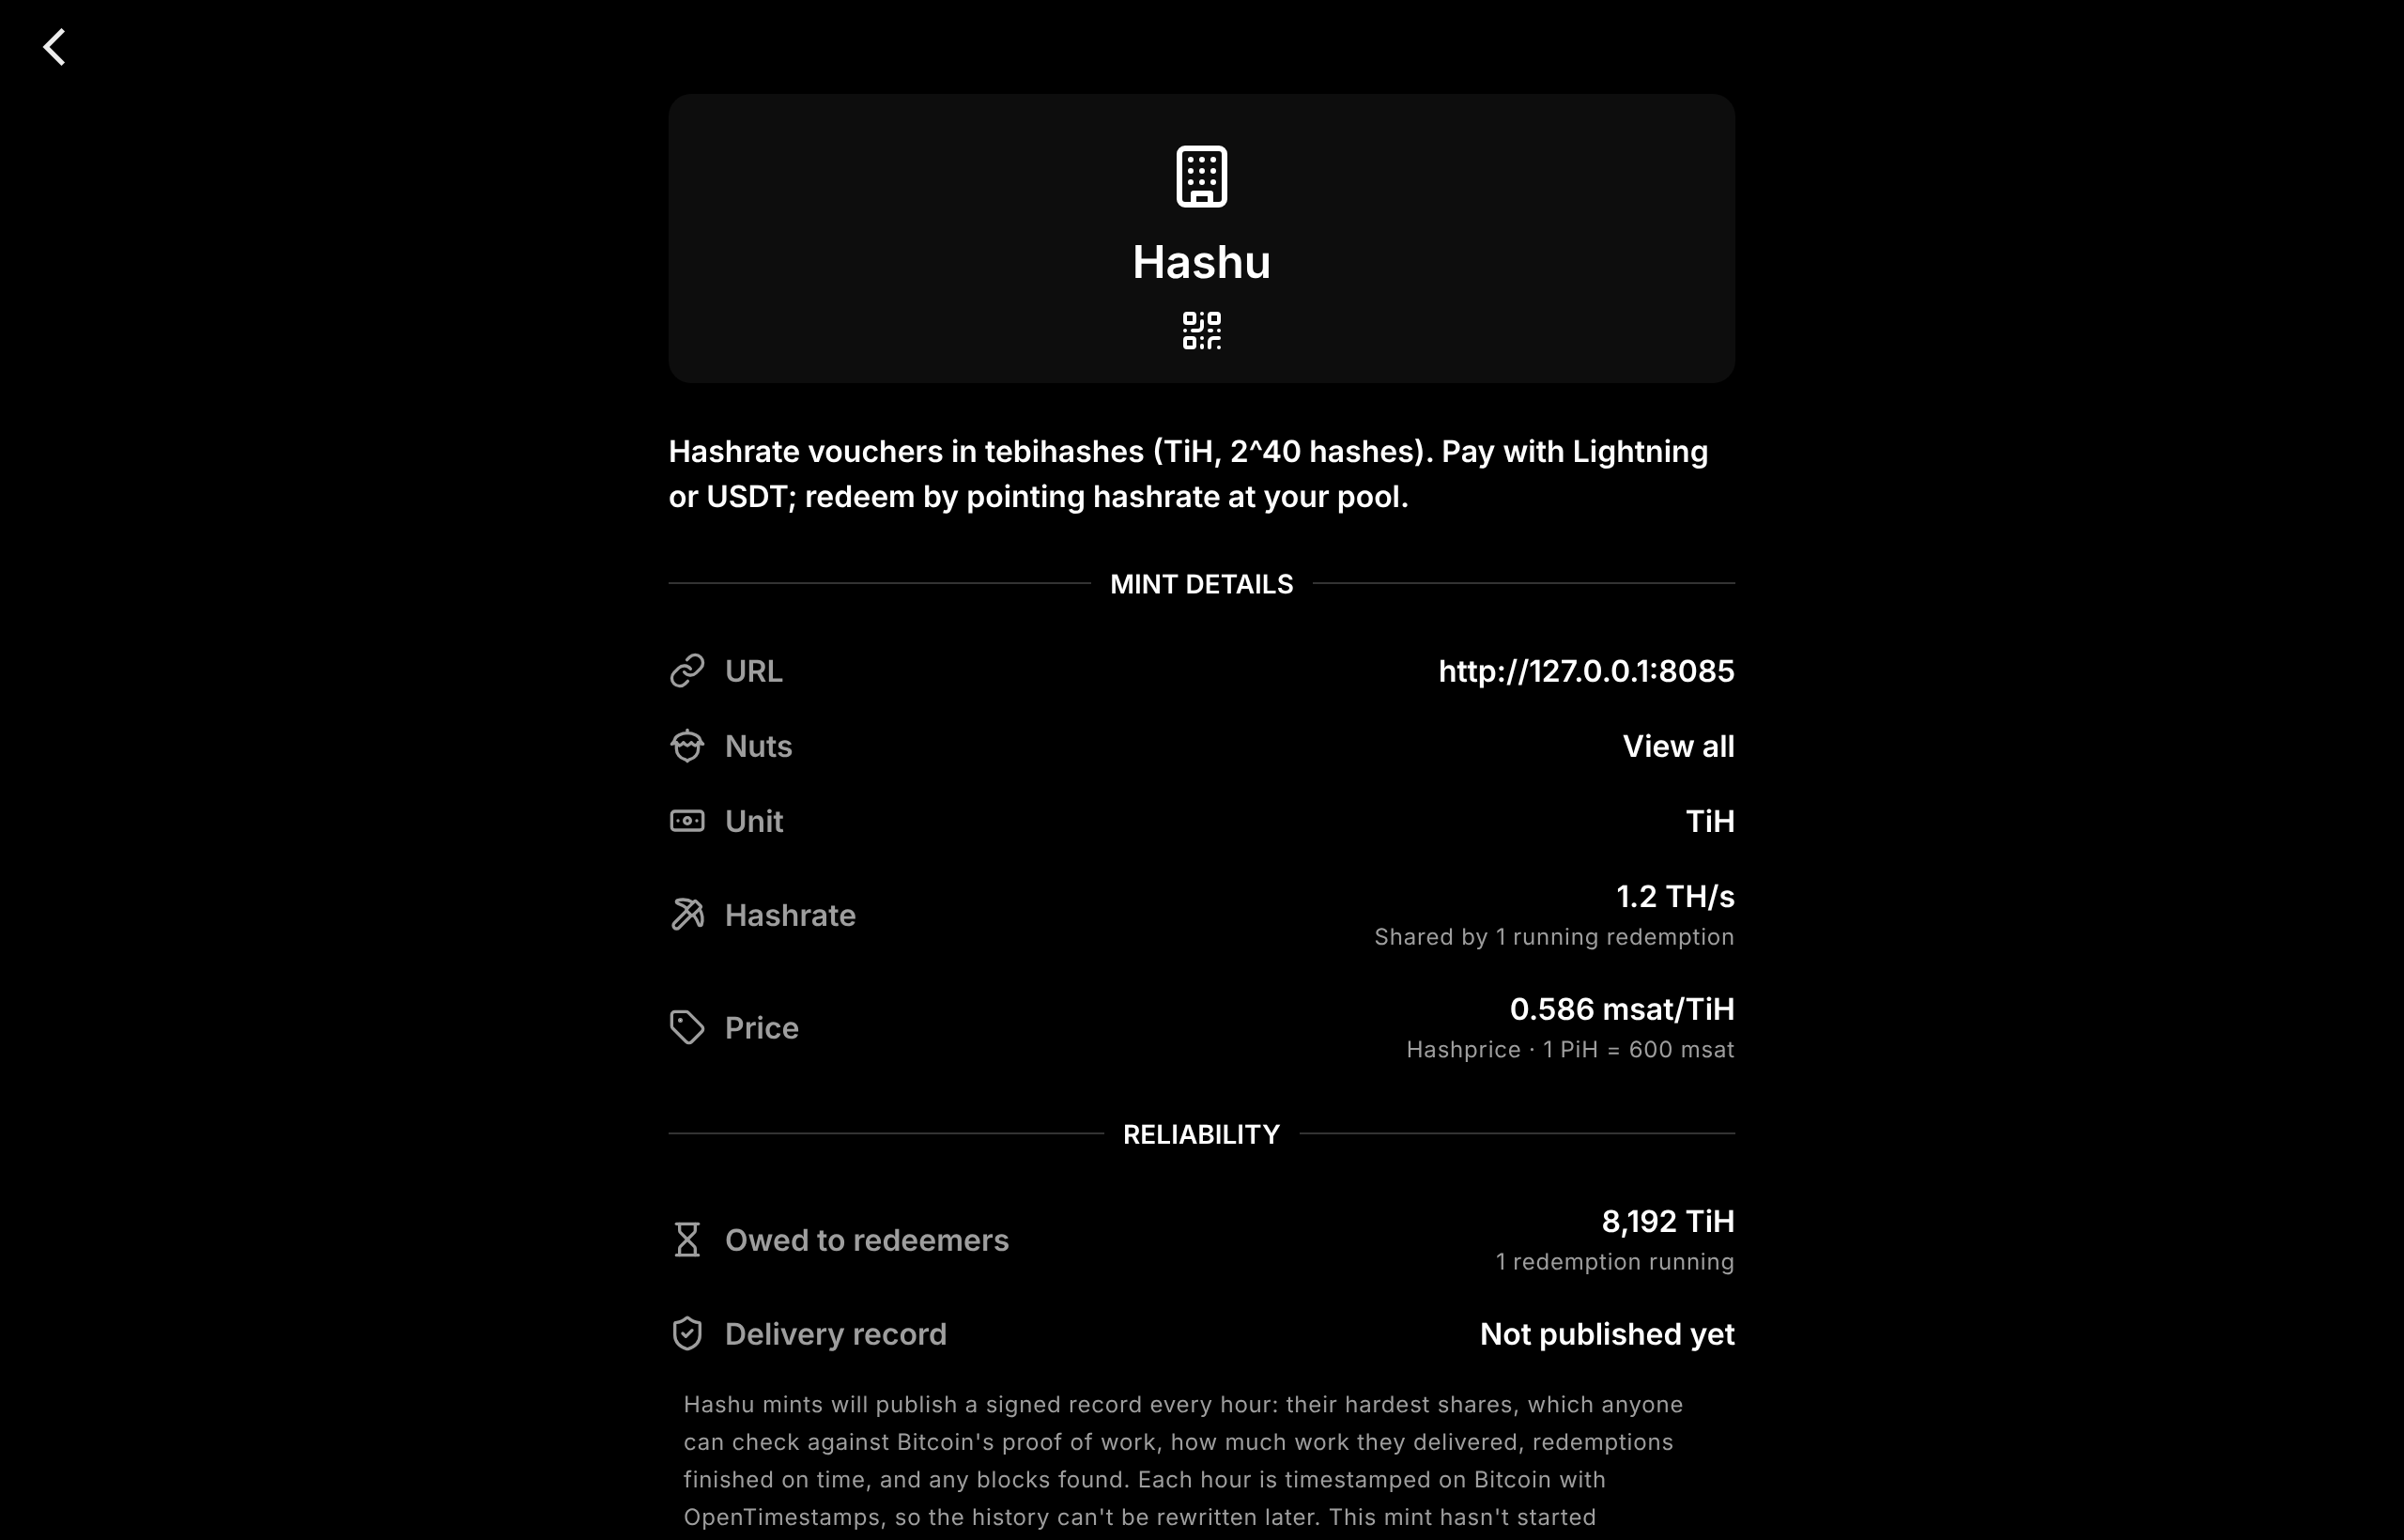 Hashu
Hashrate vouchers in tebihashes (TiH, 2^40 hashes). Pay with Lightning
or USDT; redeem by pointing hashrate at your pool.
MINT DETAILS
URL
http://127.0.0.1:8085
Nuts
View all
Unit
TiH
Hashrate
1.2 TH/s
Shared by 1 running redemption
Price
0.586 msat/TiH
Hashprice · 1 PiH = 600 msat
RELIABILITY
Owed to redeemers
8,192 TiH
1 redemption running
Delivery record
Not published yet
Hashu mints will publish a signed record every hour: their hardest shares, which anyone
can check against Bitcoin's proof of work, how much work they delivered, redemptions
finished on time, and any blocks found. Each hour is timestamped on Bitcoin with
OpenTimestamps, so the history can't be rewritten later. This mint hasn't started